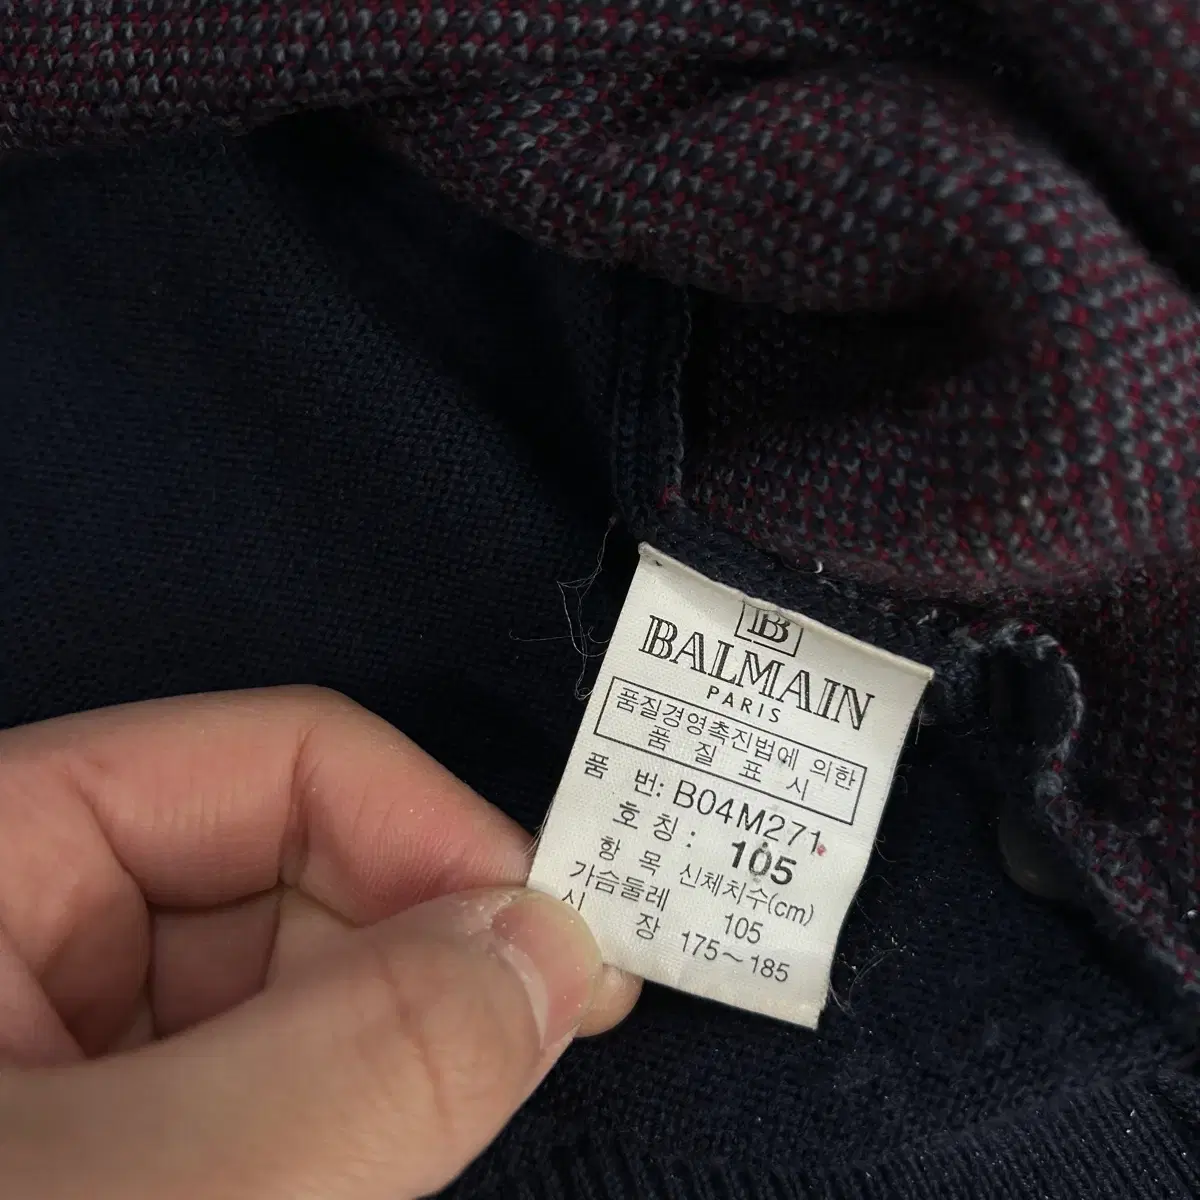 B
BALMAIN
PARIS
품질경영촉진법에 의한
품 질 표 시
품 번: B04M271
호 칭: 105
항 목 신체치수(cm)
가슴둘레 105
신 장 175~185